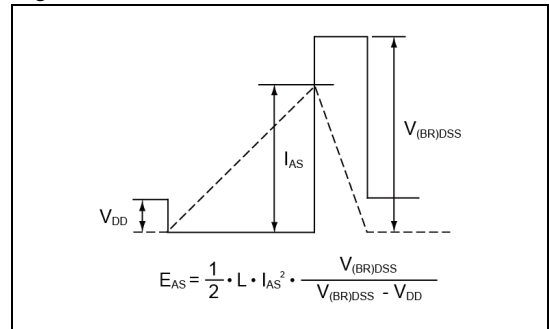 V(BR)DSS
IAS
VDD
EAS = 1/2 • L • IAS² • V(BR)DSS / (V(BR)DSS - VDD)